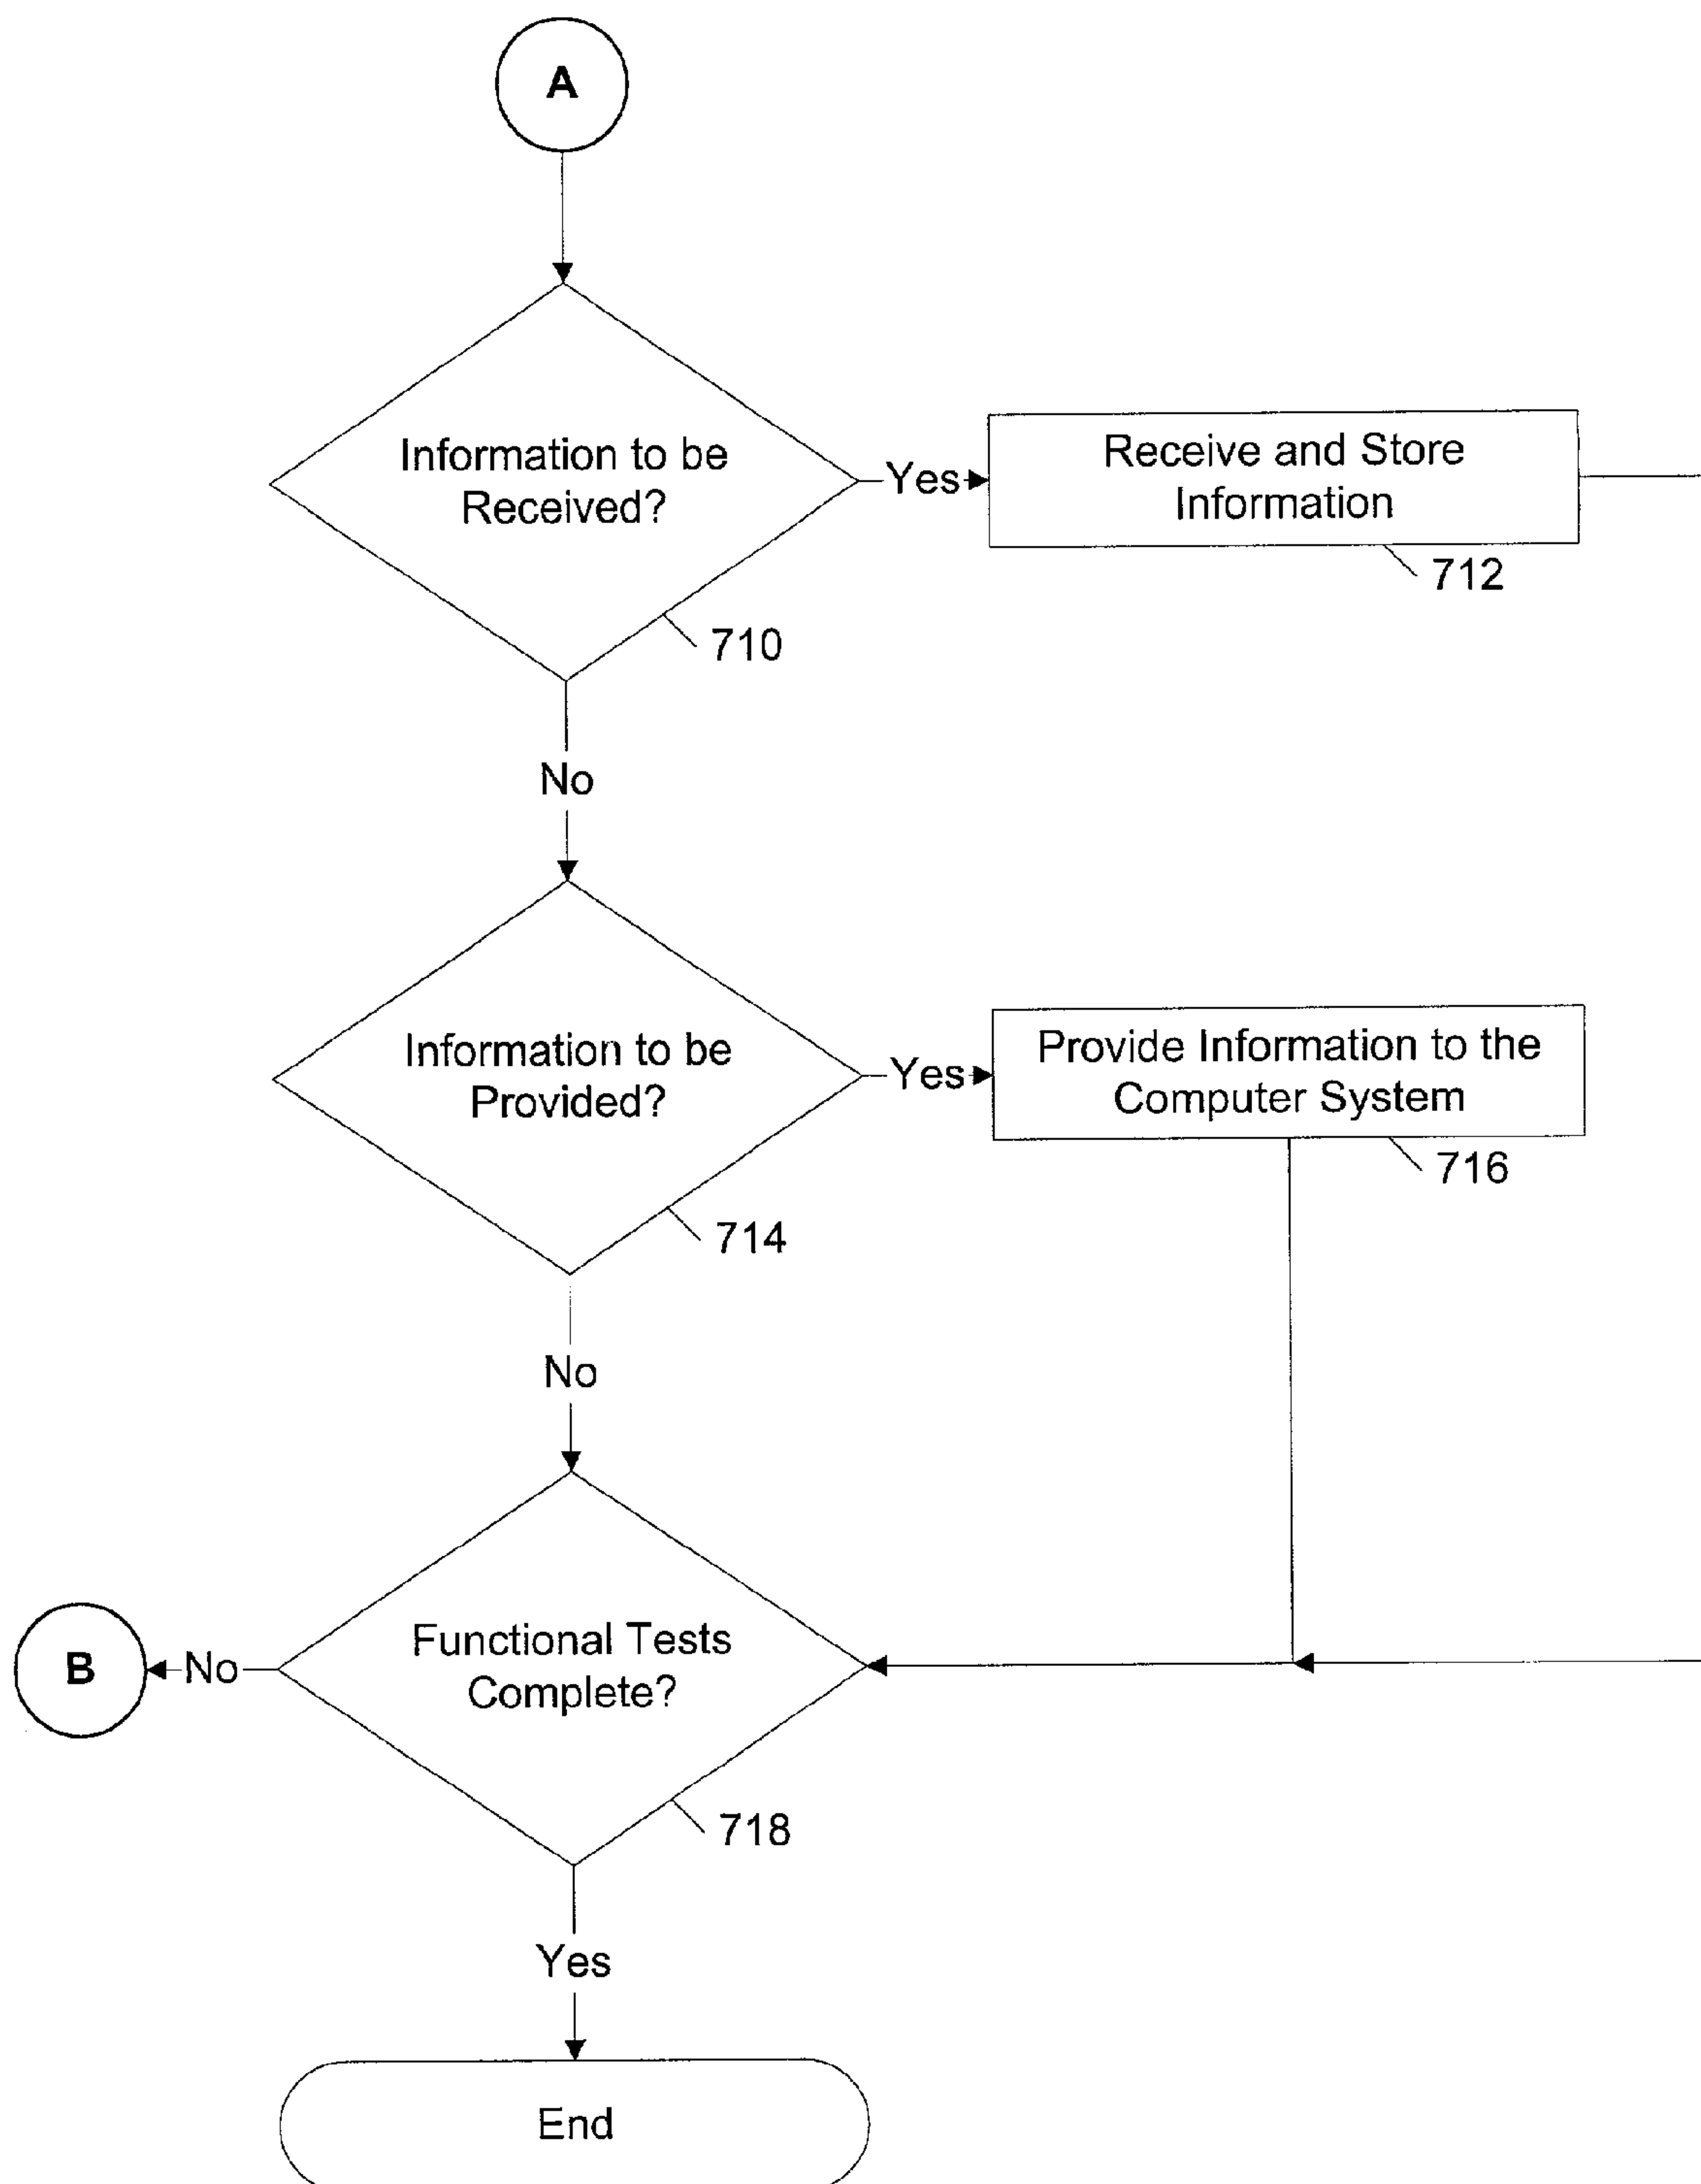 A
Information to be
Received?
Yes
Receive and Store
Information
712
710
No
Information to be
Provided?
Yes
Provide Information to the
Computer System
716
714
No
Functional Tests
Complete?
No
B
718
Yes
End